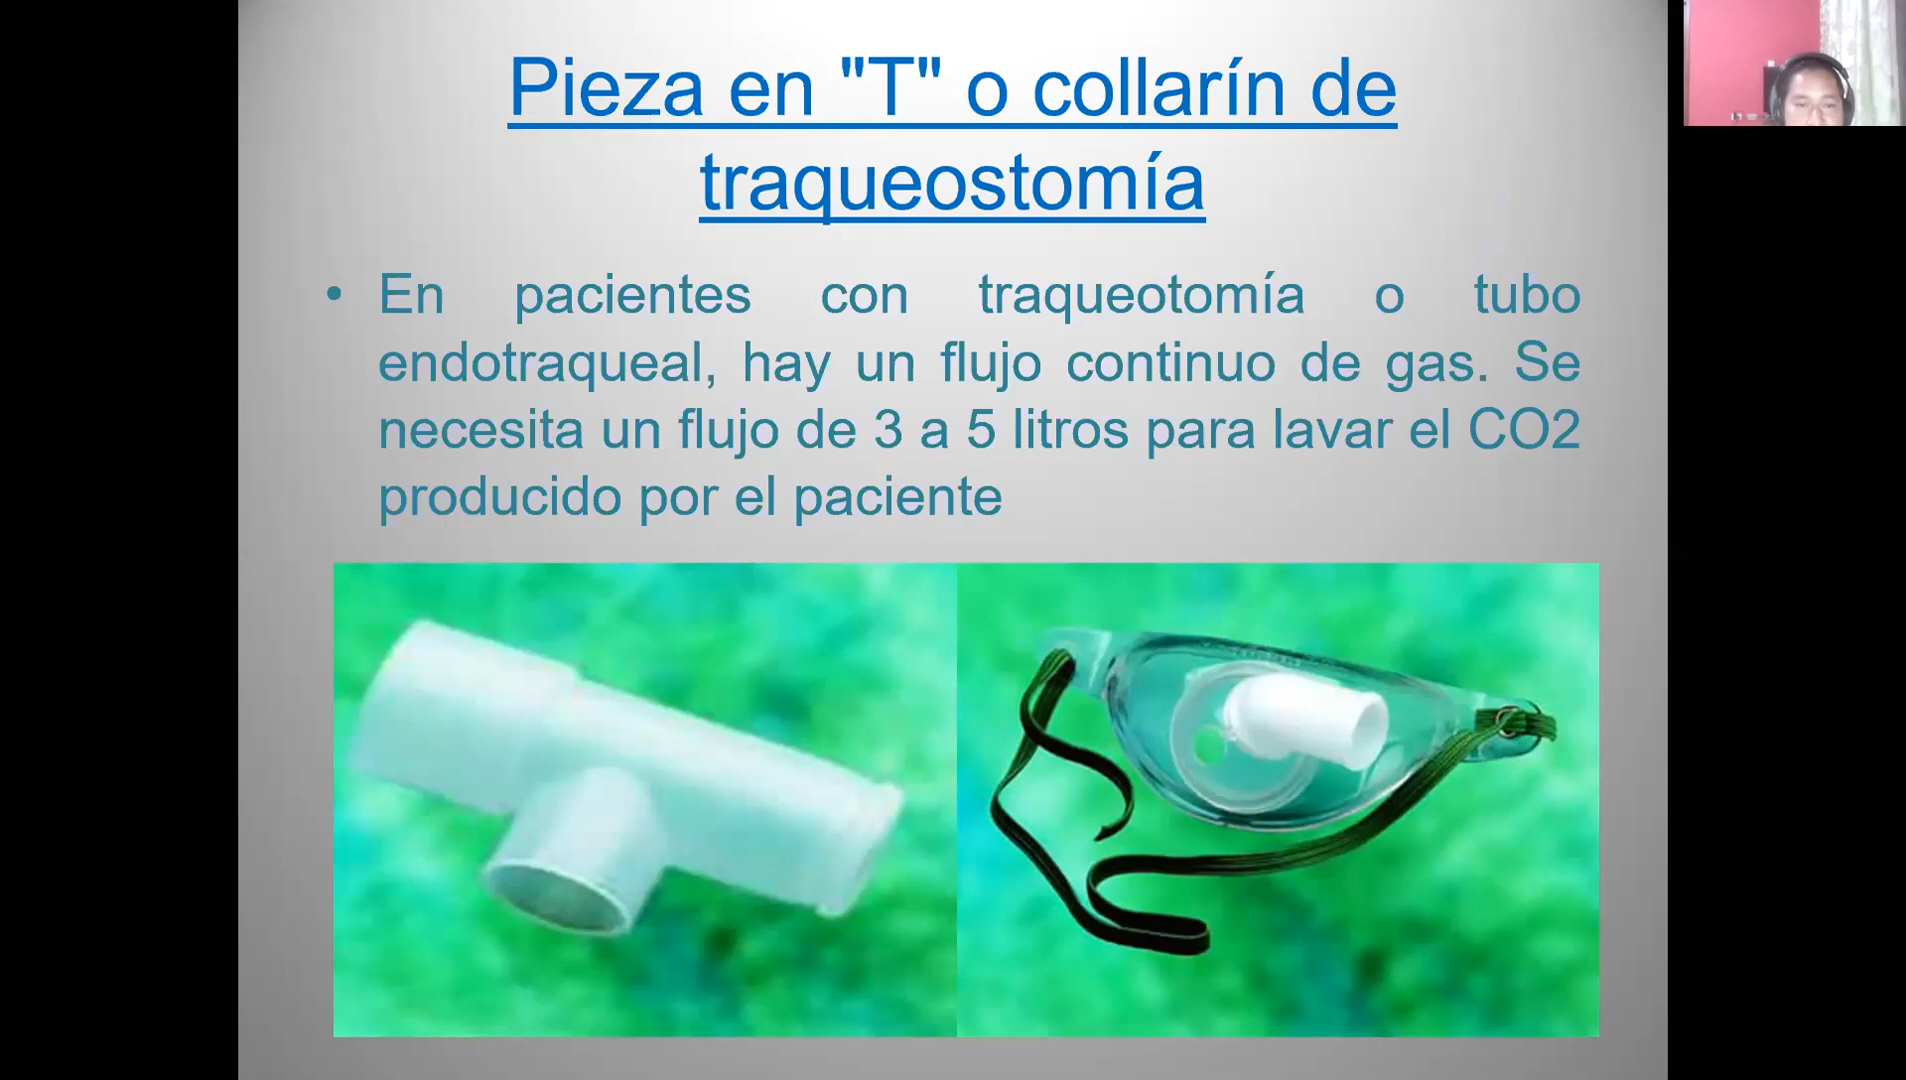 Pieza en "T" o collarín de
traqueostomía
• En pacientes con traqueotomía o tubo
endotraqueal, hay un flujo continuo de gas. Se
necesita un flujo de 3 a 5 litros para lavar el CO2
producido por el paciente